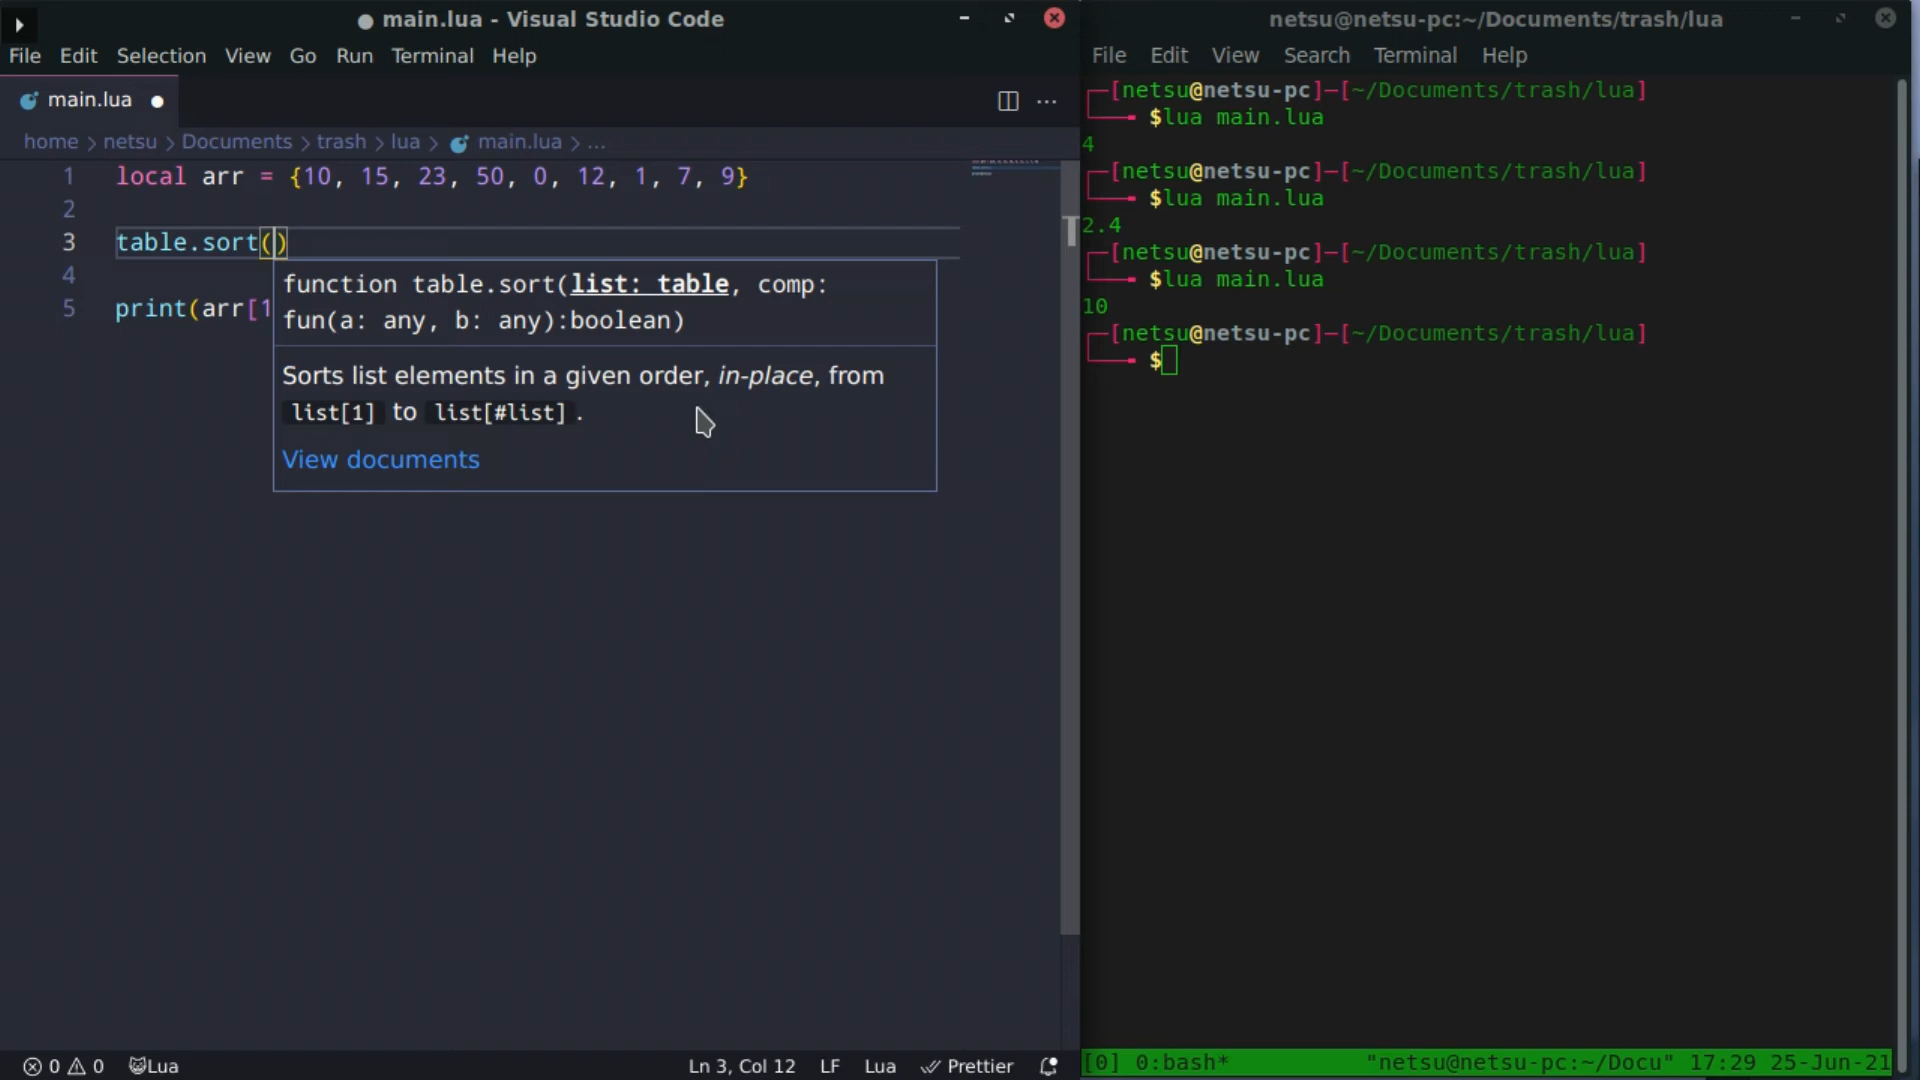 ● main.lua - Visual Studio Code
File Edit Selection View Go Run Terminal Help
main.lua ●
home > netsu > Documents > trash > lua > main.lua > ...
1 local arr = {10, 15, 23, 50, 0, 12, 1, 7, 9}
2
3 table.sort()
4
5 print(arr[1
function table.sort(list: table, comp:
fun(a: any, b: any):boolean)
Sorts list elements in a given order, in-place, from
list[1] to list[#list] .
View documents
0 0 Lua Ln 3, Col 12 LF Lua Prettier
netsu@netsu-pc:~/Documents/trash/lua
File Edit View Search Terminal Help
[netsu@netsu-pc]─[~/Documents/trash/lua]
$lua main.lua
4
[netsu@netsu-pc]─[~/Documents/trash/lua]
$lua main.lua
2.4
[netsu@netsu-pc]─[~/Documents/trash/lua]
$lua main.lua
10
[netsu@netsu-pc]─[~/Documents/trash/lua]
$
[0] 0:bash* "netsu@netsu-pc:~/Docu" 17:29 25-Jun-21